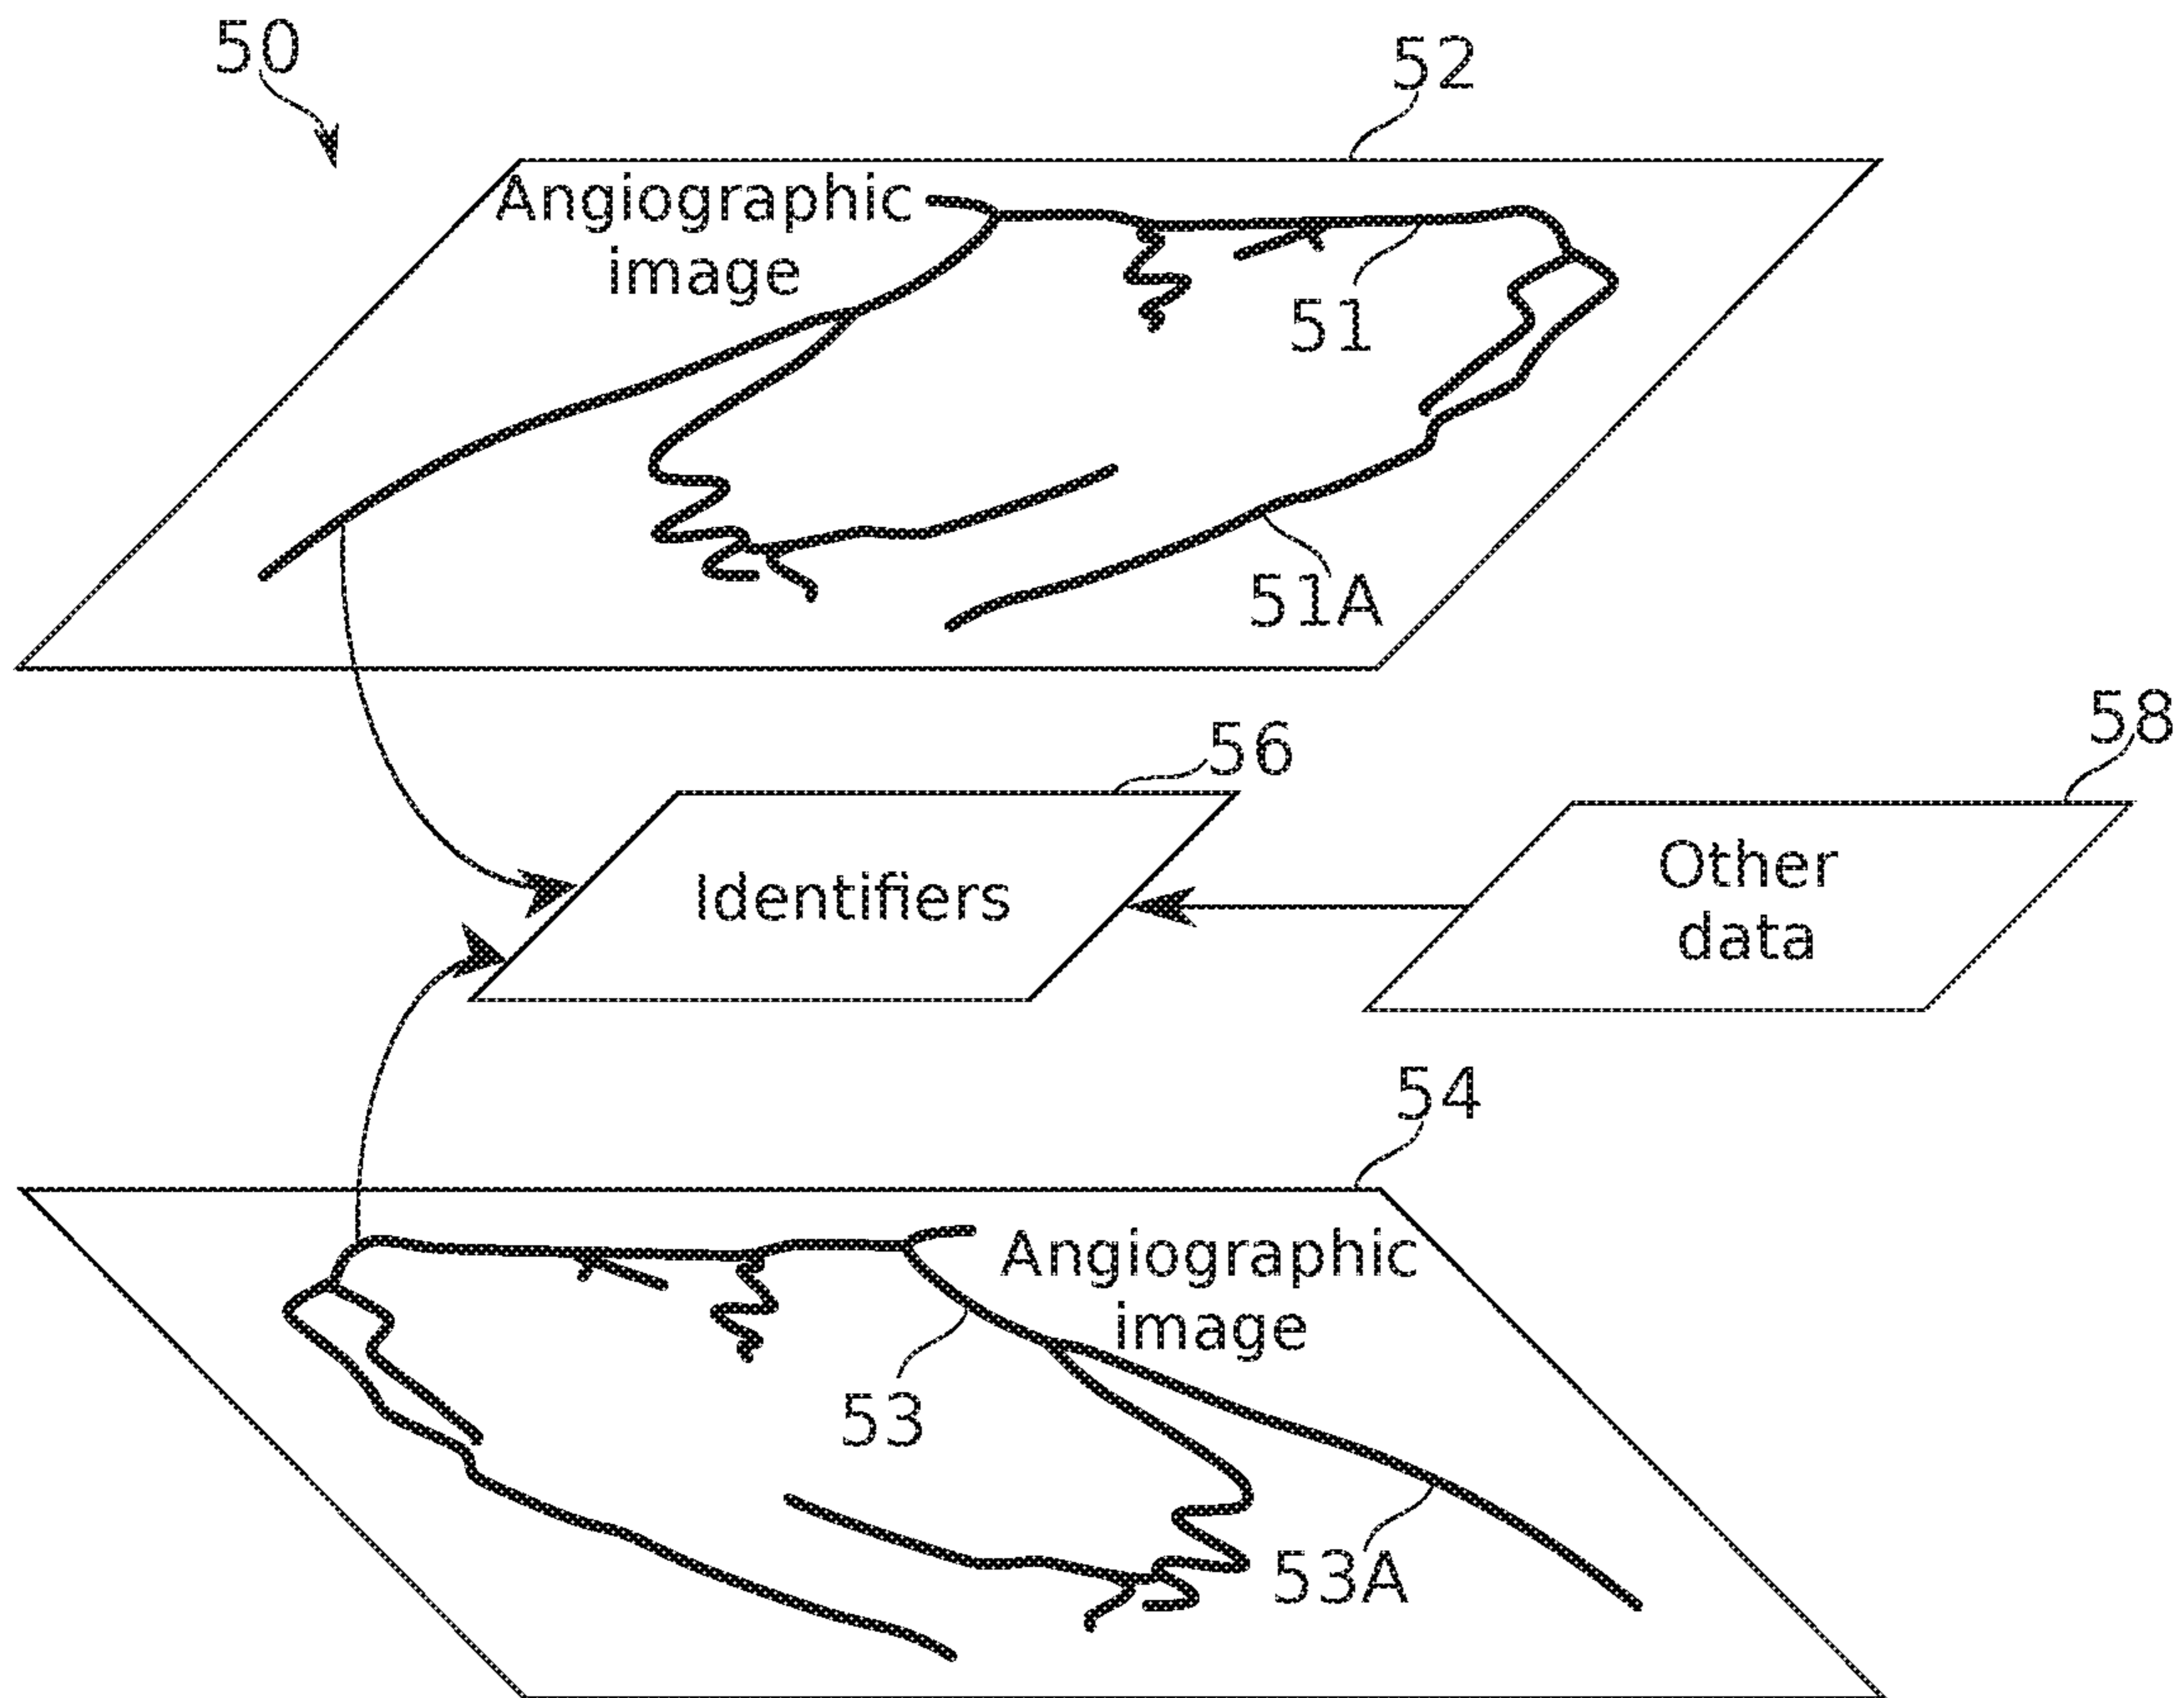 50
52
Angiographic
image
51
51A
58
56
Identifiers
Other
data
54
Angiographic
image
53
53A